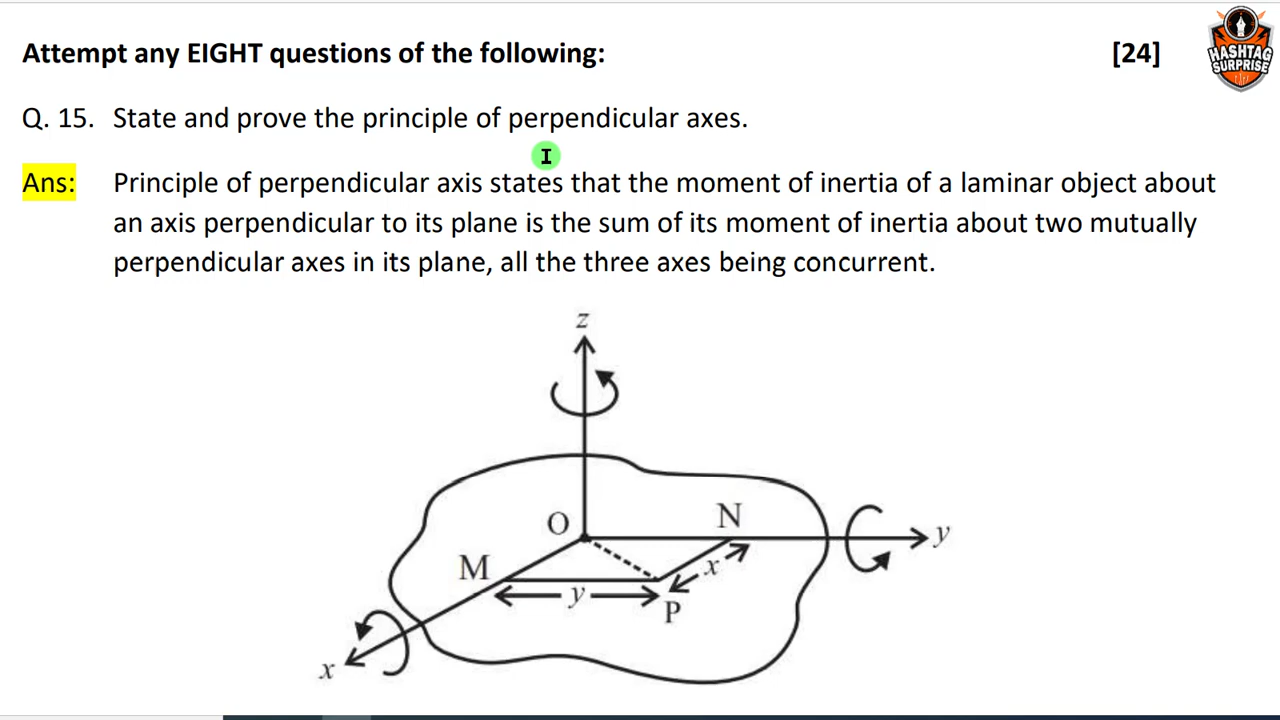 Attempt any EIGHT questions of the following: [24]
HASHTAG
SURPRISE
Q. 15. State and prove the principle of perpendicular axes.
Ans: Principle of perpendicular axis states that the moment of inertia of a laminar object about
an axis perpendicular to its plane is the sum of its moment of inertia about two mutually
perpendicular axes in its plane, all the three axes being concurrent.
z
O
N
y
M
x
y
P
x